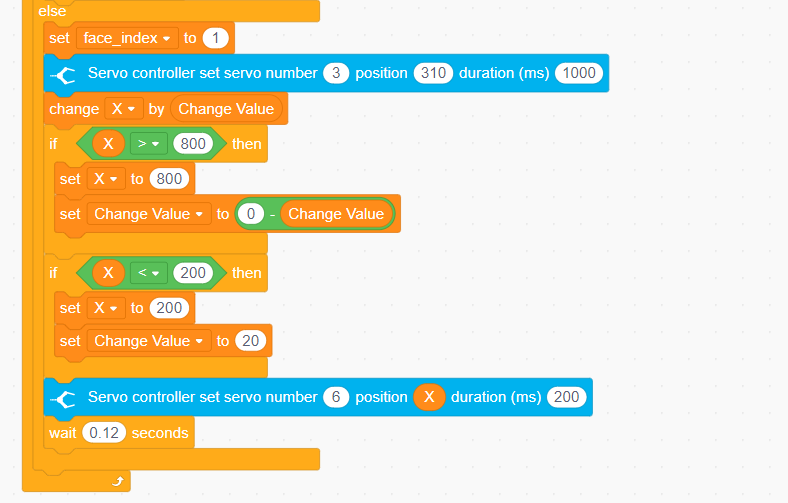 else
set face_index to 1
Servo controller set servo number 3 position 310 duration (ms) 1000
change X by Change Value
if X > 800 then
set X to 800
set Change Value to 0 - Change Value
if X < 200 then
set X to 200
set Change Value to 20
Servo controller set servo number 6 position X duration (ms) 200
wait 0.12 seconds